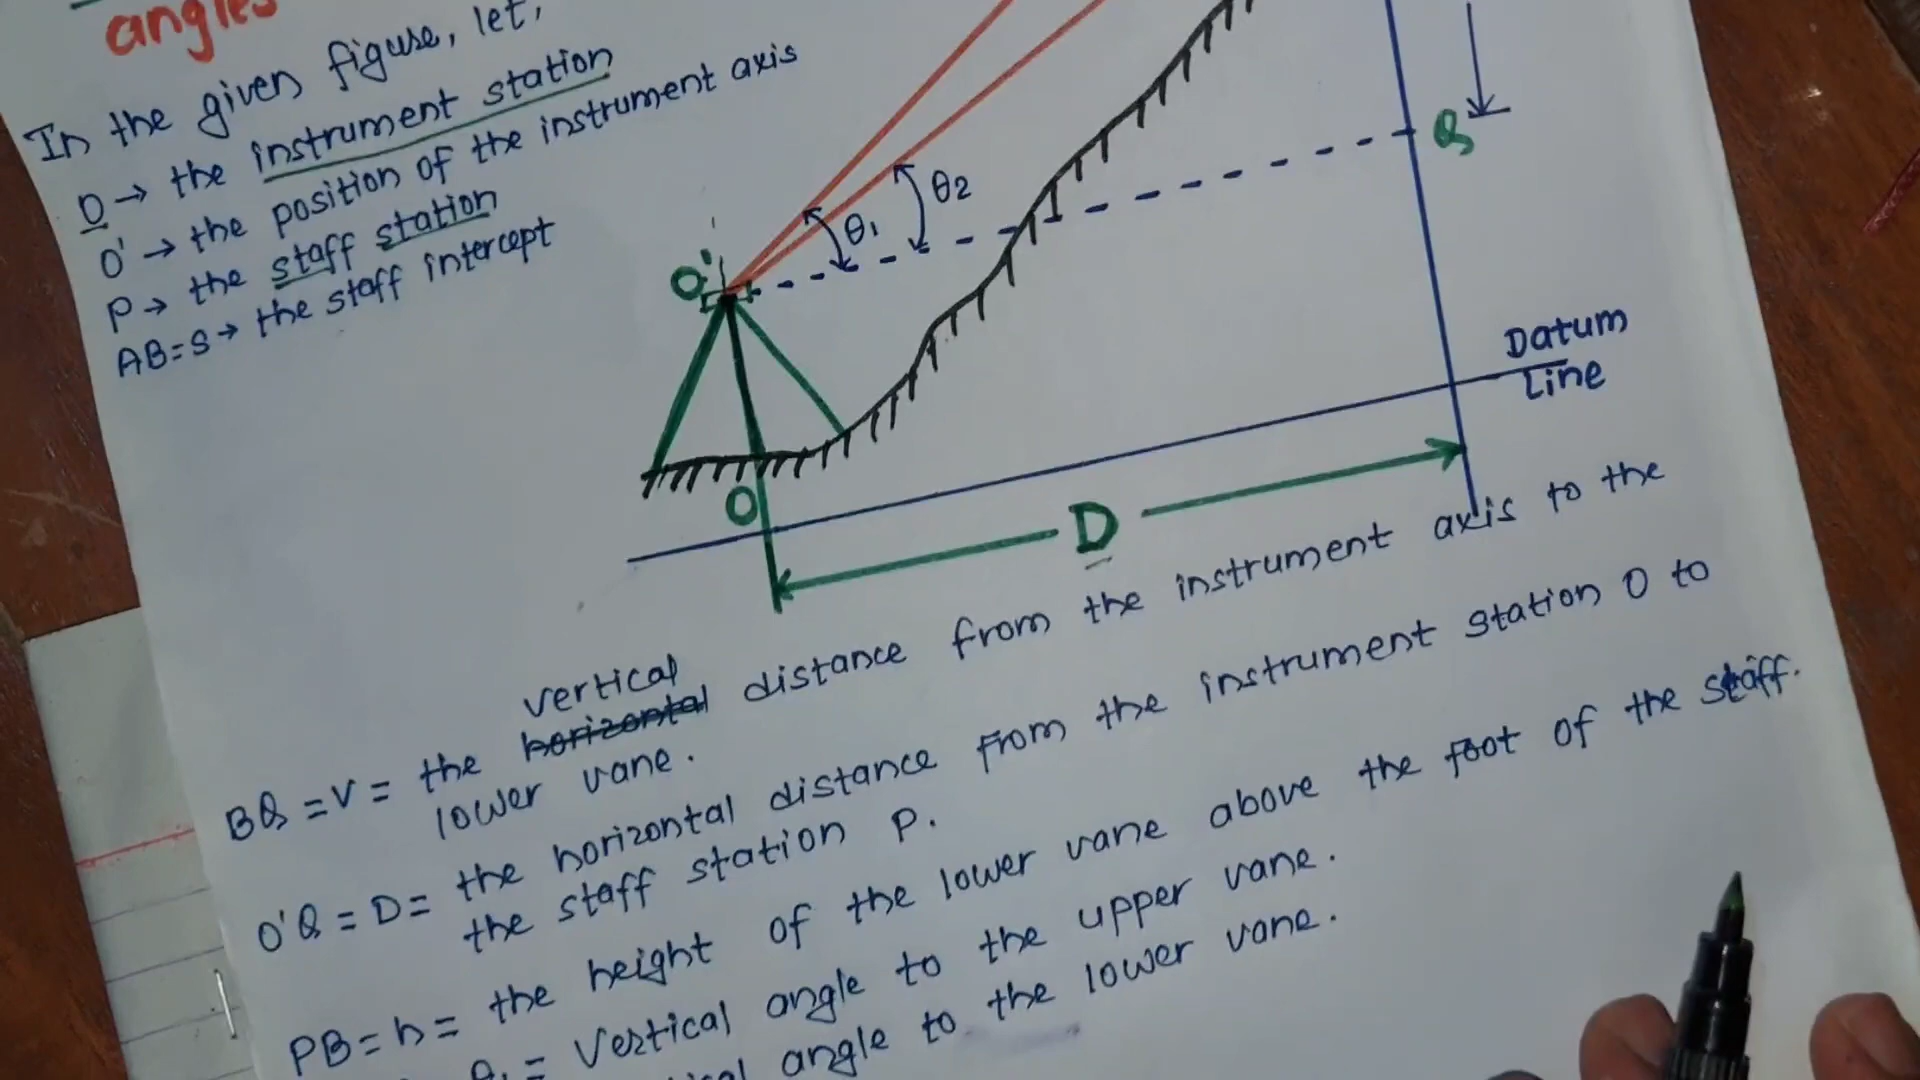 angles
In the given figure, let,
O → the instrument station
O' → the position of the instrument axis
P → the staff station
AB = S → the staff intercept
O'
θ1
θ2
Q
Datum
Line
O
D
vertical
BQ = V = the horizontal distance from the instrument axis to the
lower vane.
O'Q = D = the horizontal distance from the instrument station O to
the staff station P.
PB = h = the height of the lower vane above the foot of the staff.
θ1 = Vertical angle to the upper vane.
angle to the lower vane.